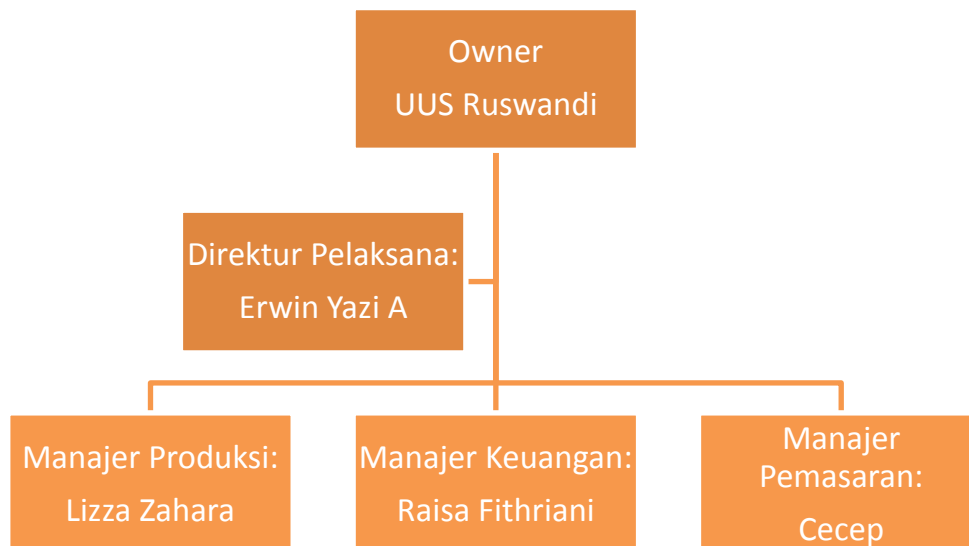 Owner
UUS Ruswandi
Direktur Pelaksana:
Erwin Yazi A
Manajer Produksi:
Lizza Zahara
Manajer Keuangan:
Raisa Fithriani
Manajer
Pemasaran:
Cecep